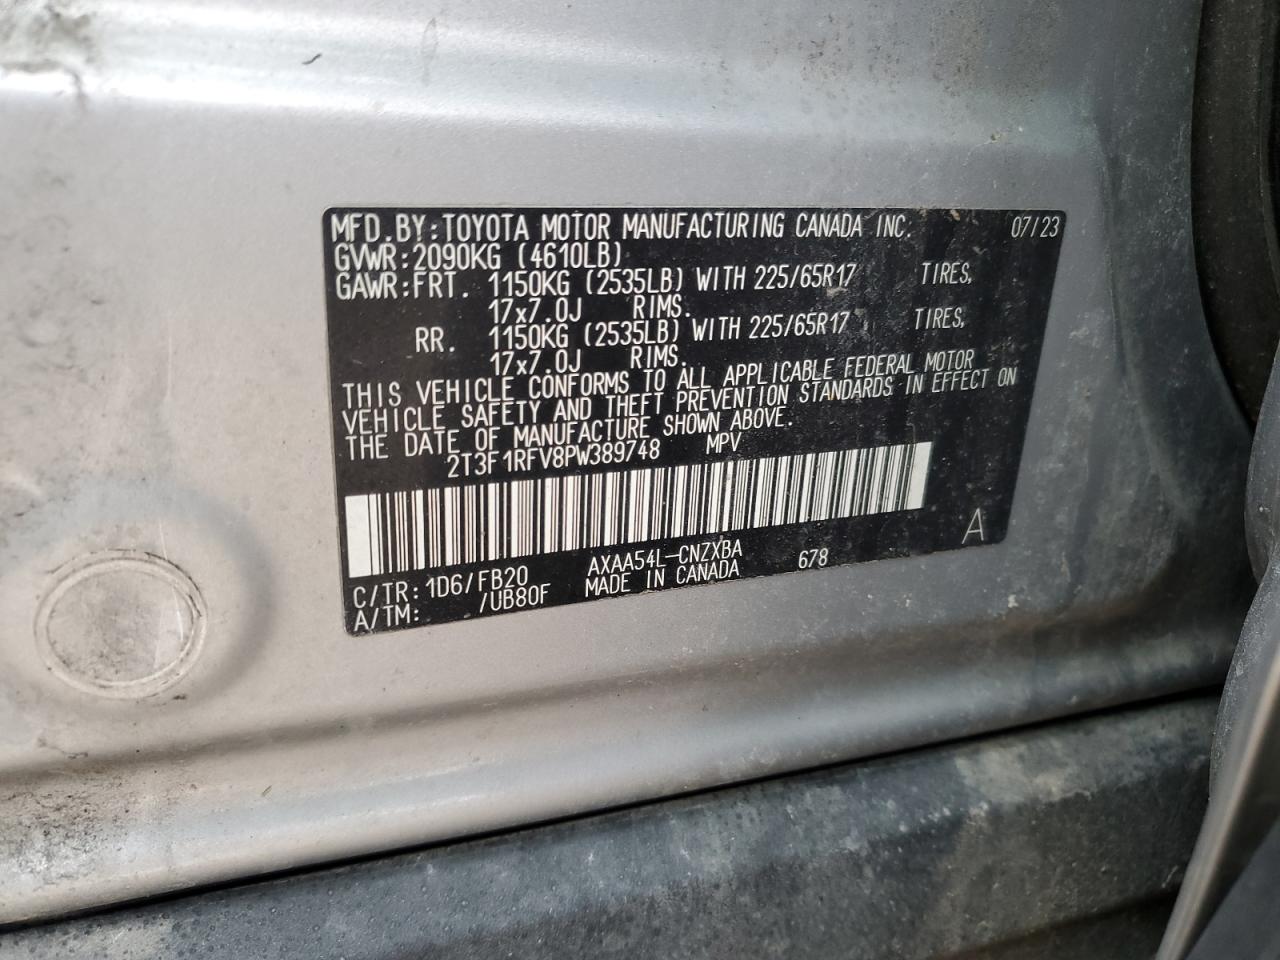 MFD. BY: TOYOTA MOTOR MANUFACTURING CANADA INC. 07/23
GVWR: 2090KG (4610LB)
GAWR: FRT. 1150KG (2535LB) WITH 225/65R17 TIRES,
17x7.0J RIMS.
RR. 1150KG (2535LB) WITH 225/65R17 TIRES,
17x7.0J RIMS.
THIS VEHICLE CONFORMS TO ALL APPLICABLE FEDERAL MOTOR
VEHICLE SAFETY AND THEFT PREVENTION STANDARDS IN EFFECT ON
THE DATE OF MANUFACTURE SHOWN ABOVE.
2T3F1RFV8PW389748 MPV
A
C/TR: 1D6/FB20 AXAA54L-CNZXBA 678
A/TM: /UB80F MADE IN CANADA